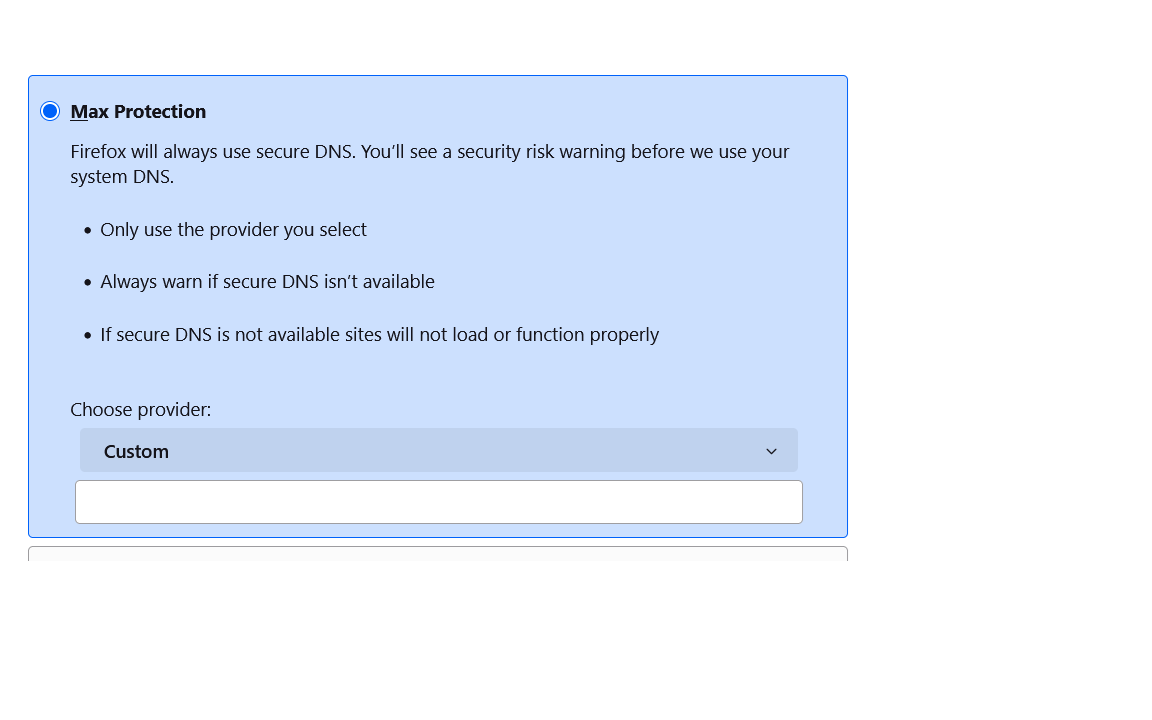 Max Protection
Firefox will always use secure DNS. You’ll see a security risk warning before we use your
system DNS.
• Only use the provider you select
• Always warn if secure DNS isn’t available
• If secure DNS is not available sites will not load or function properly
Choose provider:
Custom